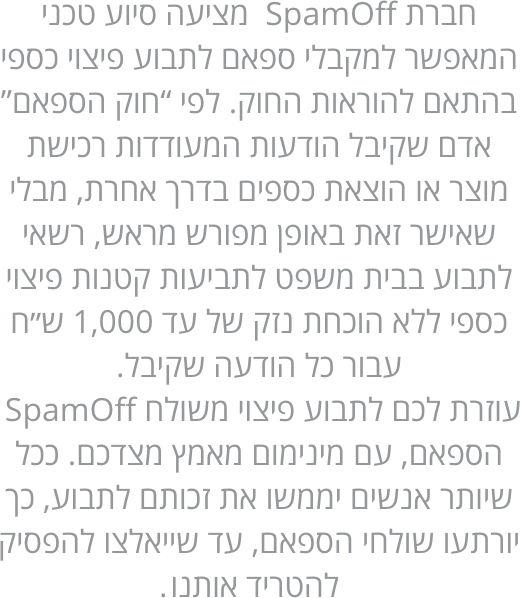 חברת SpamOff מציעה סיוע טכני
המאפשר למקבלי ספאם לתבוע פיצוי כספי
בהתאם להוראות החוק. לפי “חוק הספאם”
אדם שקיבל הודעות המעודדות רכישת
מוצר או הוצאת כספים בדרך אחרת, מבלי
שאישר זאת באופן מפורש מראש, רשאי
לתבוע בבית משפט לתביעות קטנות פיצוי
כספי ללא הוכחת נזק של עד 1,000 ש״ח
עבור כל הודעה שקיבל.
עוזרת לכם לתבוע פיצוי משולח SpamOff
הספאם, עם מינימום מאמץ מצדכם. ככל
שיותר אנשים יממשו את זכותם לתבוע, כך
יורתעו שולחי הספאם, עד שייאלצו להפסיק
להטריד אותנו.